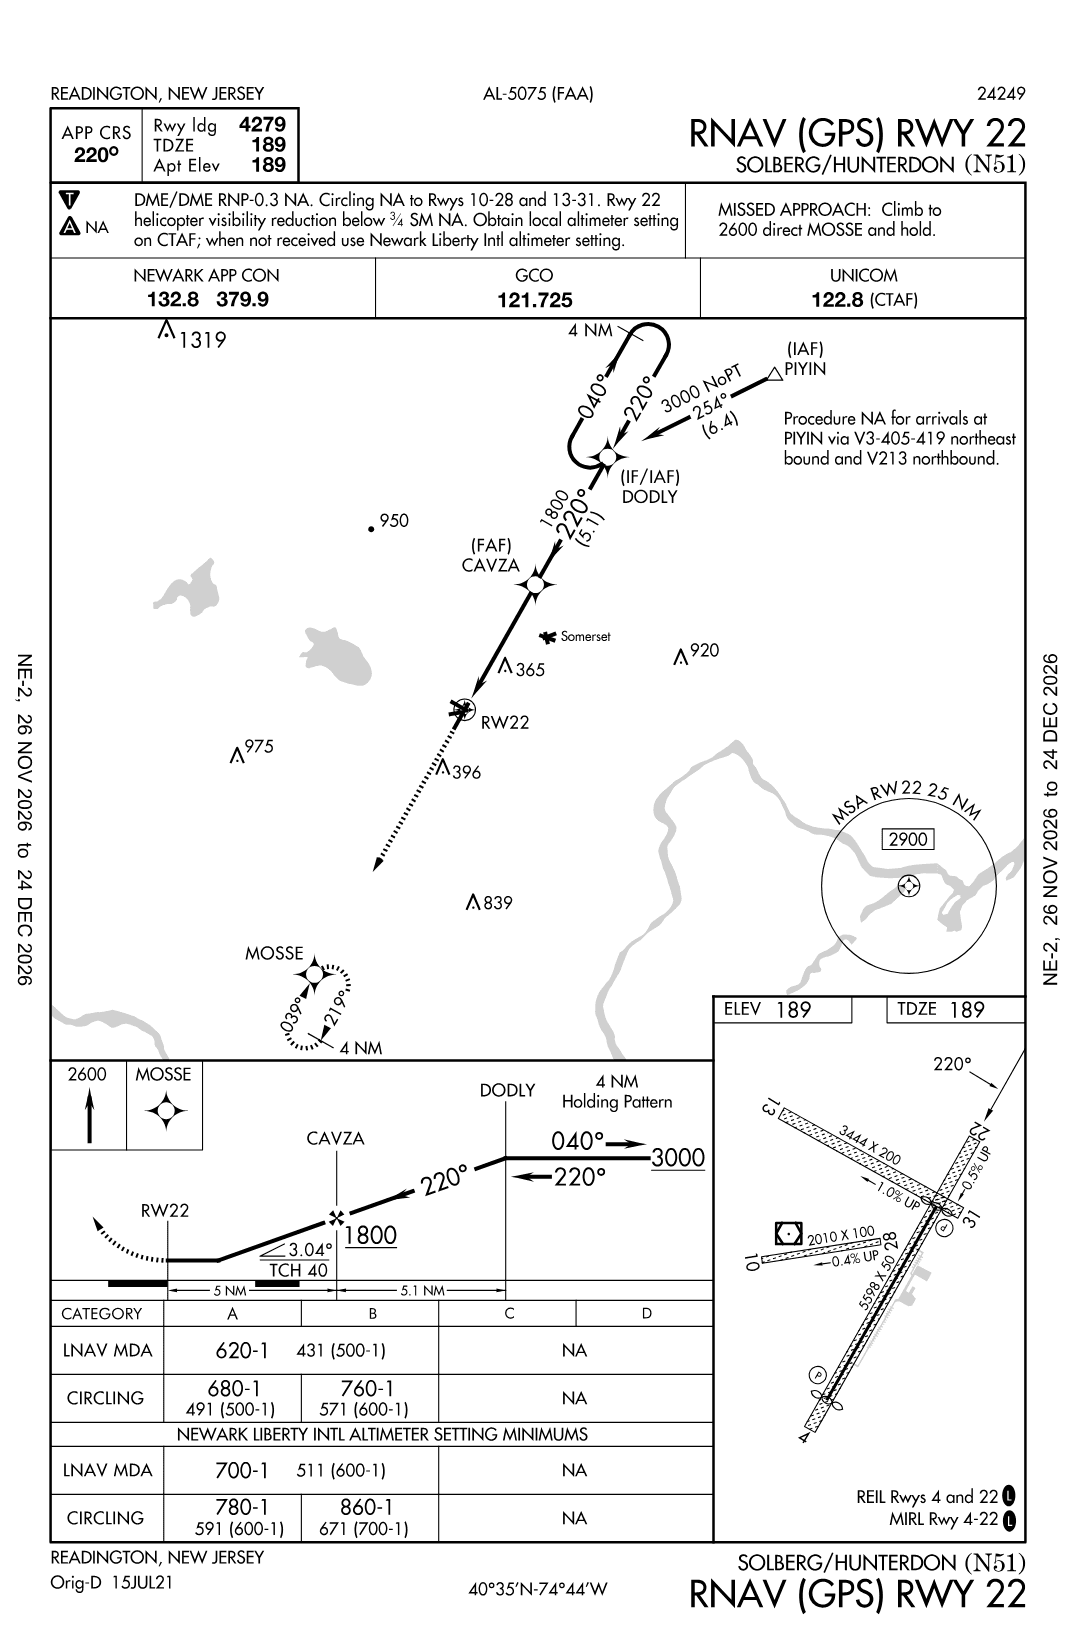 READINGTON, NEW JERSEY
AL-5075 (FAA)
24249
APP CRS
220°
Rwy ldg 4279
TDZE 189
Apt Elev 189
RNAV (GPS) RWY 22
SOLBERG/HUNTERDON (N51)
T
A NA
DME/DME RNP-0.3 NA. Circling NA to Rwys 10-28 and 13-31. Rwy 22
helicopter visibility reduction below ¾ SM NA. Obtain local altimeter setting
on CTAF; when not received use Newark Liberty Intl altimeter setting.
MISSED APPROACH: Climb to
2600 direct MOSSE and hold.
NEWARK APP CON
132.8 379.9
GCO
121.725
UNICOM
122.8 (CTAF)
1319
4 NM
040°
220°
3000 NoPT
254°
(6.4)
(IAF)
PIYIN
Procedure NA for arrivals at
PIYIN via V3-405-419 northeast
bound and V213 northbound.
(IF/IAF)
DODLY
1800
220°
(5.1)
950
(FAF)
CAVZA
Somerset
365
920
RW22
975
396
839
MSA RW22 25 NM
2900
MOSSE
039°
219°
4 NM
NE-2, 26 NOV 2026 to 24 DEC 2026
NE-2, 26 NOV 2026 to 24 DEC 2026
ELEV 189
TDZE 189
220°
13
3444 X 200
22
0.5% UP
1.0% UP
31
P
2010 X 100
10
28
0.4% UP
5598 X 50
P
4
REIL Rwys 4 and 22 L
MIRL Rwy 4-22 L
2600
MOSSE
DODLY
4 NM
Holding Pattern
CAVZA
040°
3000
220°
220°
RW22
1800
3.04°
TCH 40
5 NM
5.1 NM
CATEGORY A B C D
LNAV MDA 620-1 431 (500-1) NA
CIRCLING 680-1 760-1 NA
491 (500-1) 571 (600-1)
NEWARK LIBERTY INTL ALTIMETER SETTING MINIMUMS
LNAV MDA 700-1 511 (600-1) NA
CIRCLING 780-1 860-1 NA
591 (600-1) 671 (700-1)
READINGTON, NEW JERSEY
Orig-D 15JUL21
40°35'N-74°44'W
SOLBERG/HUNTERDON (N51)
RNAV (GPS) RWY 22